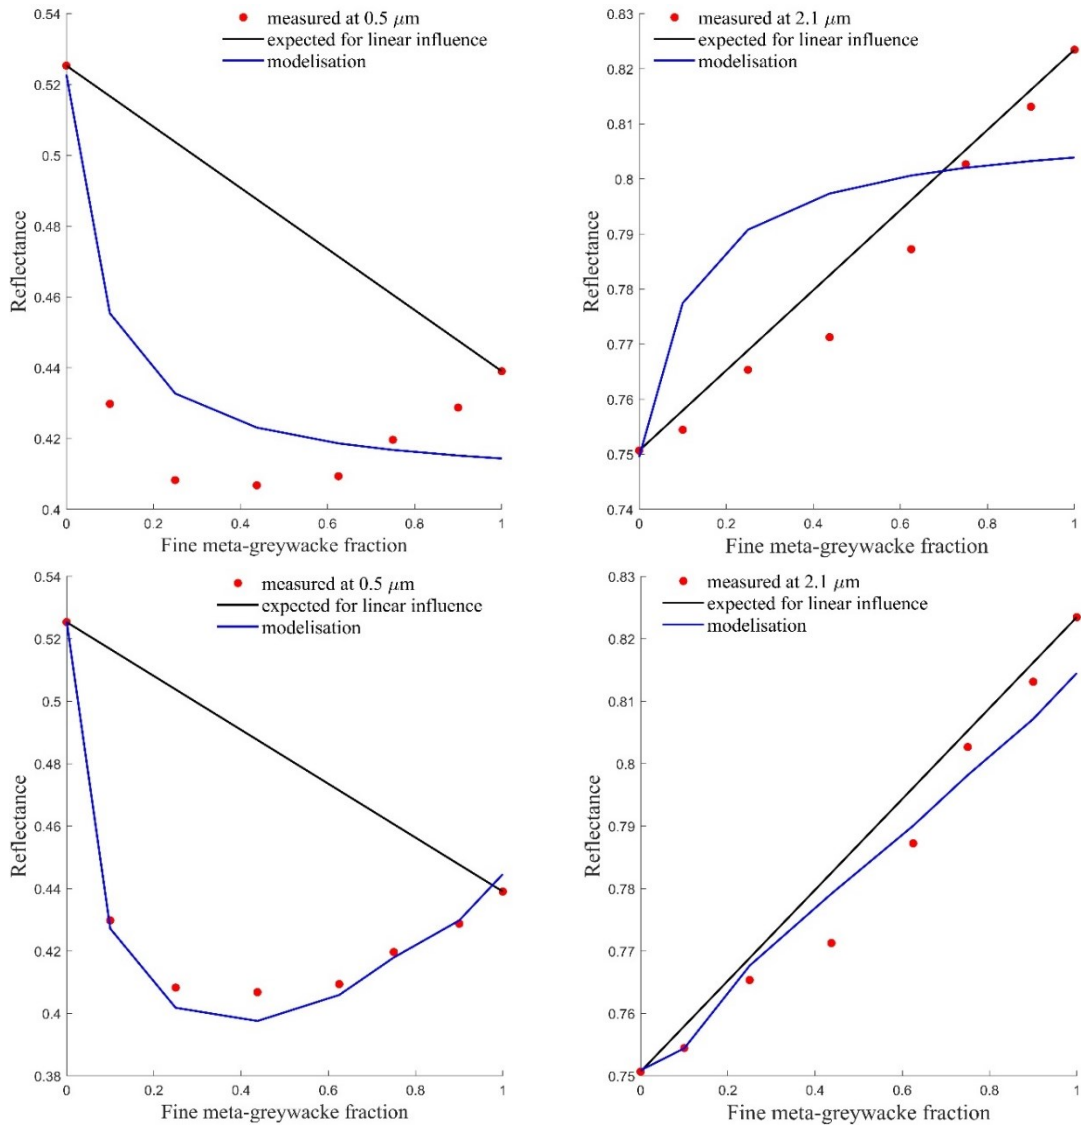 measured at 0.5 μm
expected for linear influence
modelisation
0.54
0.52
0.5
0.48
0.46
0.44
0.42
0.4
Reflectance
0 0.2 0.4 0.6 0.8 1
Fine meta-greywacke fraction
measured at 2.1 μm
expected for linear influence
modelisation
0.83
0.82
0.81
0.8
0.79
0.78
0.77
0.76
0.75
0.74
Reflectance
0 0.2 0.4 0.6 0.8 1
Fine meta-greywacke fraction
measured at 0.5 μm
expected for linear influence
modelisation
0.54
0.52
0.5
0.48
0.46
0.44
0.42
0.4
0.38
Reflectance
0 0.2 0.4 0.6 0.8 1
Fine meta-greywacke fraction
measured at 2.1 μm
expected for linear influence
modelisation
0.83
0.82
0.81
0.8
0.79
0.78
0.77
0.76
0.75
Reflectance
0 0.2 0.4 0.6 0.8 1
Fine meta-greywacke fraction